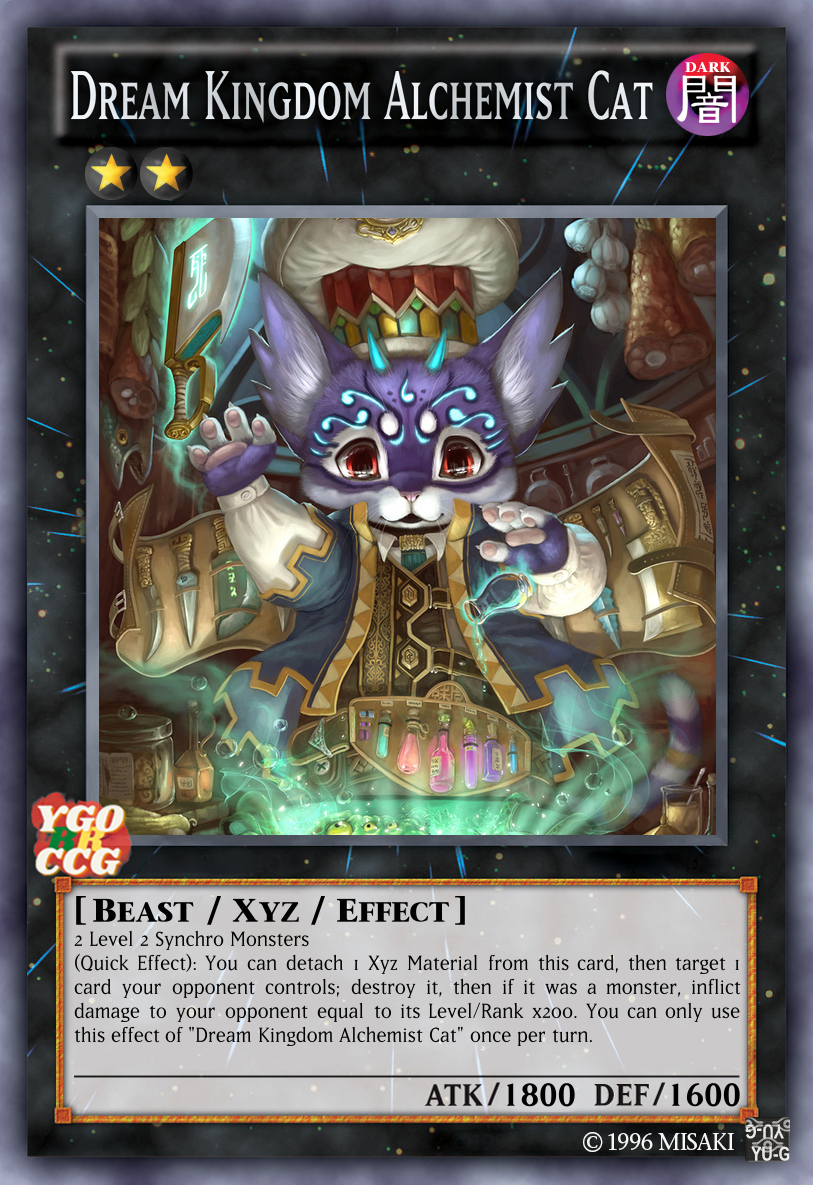 Dream Kingdom Alchemist Cat
DARK
闇
YGO
BR
CCG
[ Beast / Xyz / Effect ]
2 Level 2 Synchro Monsters
(Quick Effect): You can detach 1 Xyz Material from this card, then target 1
card your opponent controls; destroy it, then if it was a monster, inflict
damage to your opponent equal to its Level/Rank x200. You can only use
this effect of "Dream Kingdom Alchemist Cat" once per turn.
ATK/1800 DEF/1600
© 1996 MISAKI
YU-G
YU-G